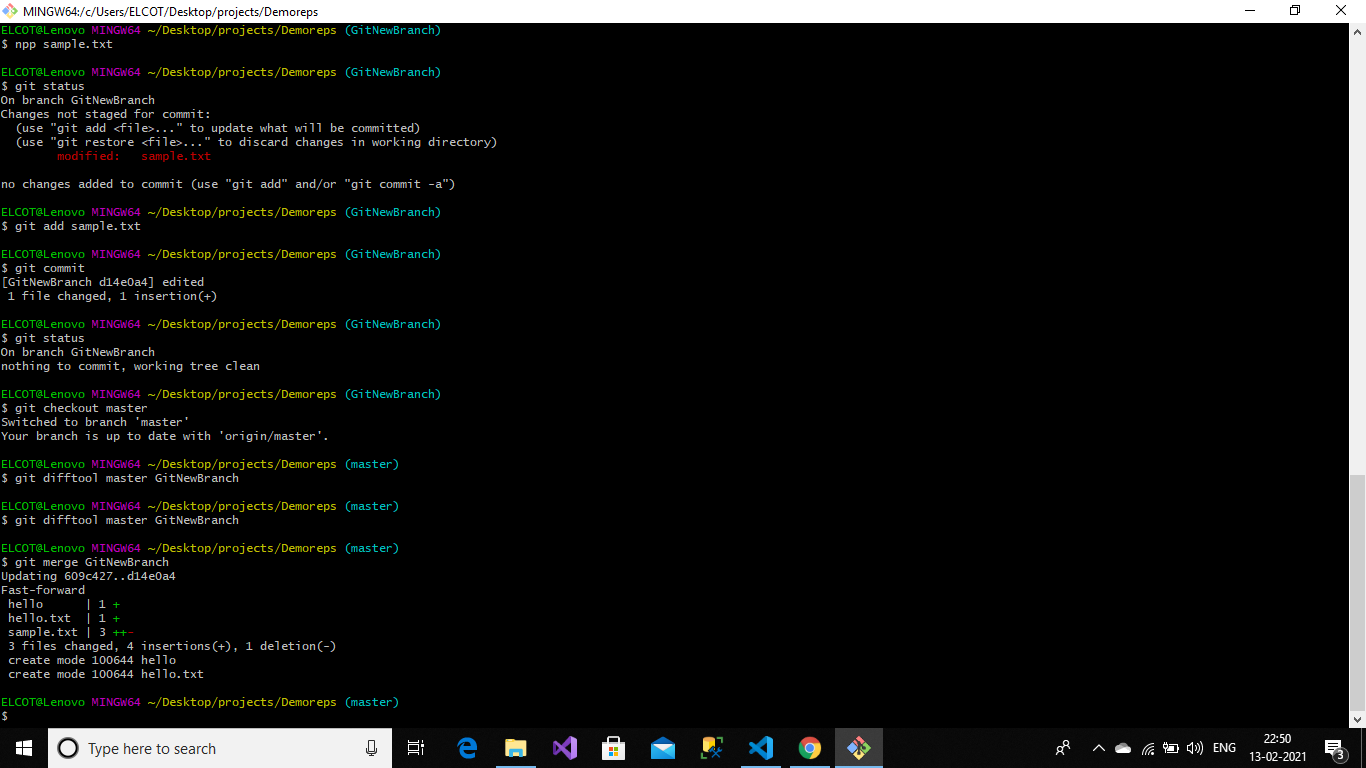 MINGW64:/c/Users/ELCOT/Desktop/projects/Demoreps
ELCOT@Lenovo MINGW64 ~/Desktop/projects/Demoreps (GitNewBranch)
$ npp sample.txt
ELCOT@Lenovo MINGW64 ~/Desktop/projects/Demoreps (GitNewBranch)
$ git status
On branch GitNewBranch
Changes not staged for commit:
  (use "git add <file>..." to update what will be committed)
  (use "git restore <file>..." to discard changes in working directory)
        modified:   sample.txt
no changes added to commit (use "git add" and/or "git commit -a")
ELCOT@Lenovo MINGW64 ~/Desktop/projects/Demoreps (GitNewBranch)
$ git add sample.txt
ELCOT@Lenovo MINGW64 ~/Desktop/projects/Demoreps (GitNewBranch)
$ git commit
[GitNewBranch d14e0a4] edited
 1 file changed, 1 insertion(+)
ELCOT@Lenovo MINGW64 ~/Desktop/projects/Demoreps (GitNewBranch)
$ git status
On branch GitNewBranch
nothing to commit, working tree clean
ELCOT@Lenovo MINGW64 ~/Desktop/projects/Demoreps (GitNewBranch)
$ git checkout master
Switched to branch 'master'
Your branch is up to date with 'origin/master'.
ELCOT@Lenovo MINGW64 ~/Desktop/projects/Demoreps (master)
$ git difftool master GitNewBranch
ELCOT@Lenovo MINGW64 ~/Desktop/projects/Demoreps (master)
$ git difftool master GitNewBranch
ELCOT@Lenovo MINGW64 ~/Desktop/projects/Demoreps (master)
$ git merge GitNewBranch
Updating 609c427..d14e0a4
Fast-forward
 hello      | 1 +
 hello.txt  | 1 +
 sample.txt | 3 ++-
 3 files changed, 4 insertions(+), 1 deletion(-)
 create mode 100644 hello
 create mode 100644 hello.txt
ELCOT@Lenovo MINGW64 ~/Desktop/projects/Demoreps (master)
$
Type here to search
ENG
22:50
13-02-2021
3